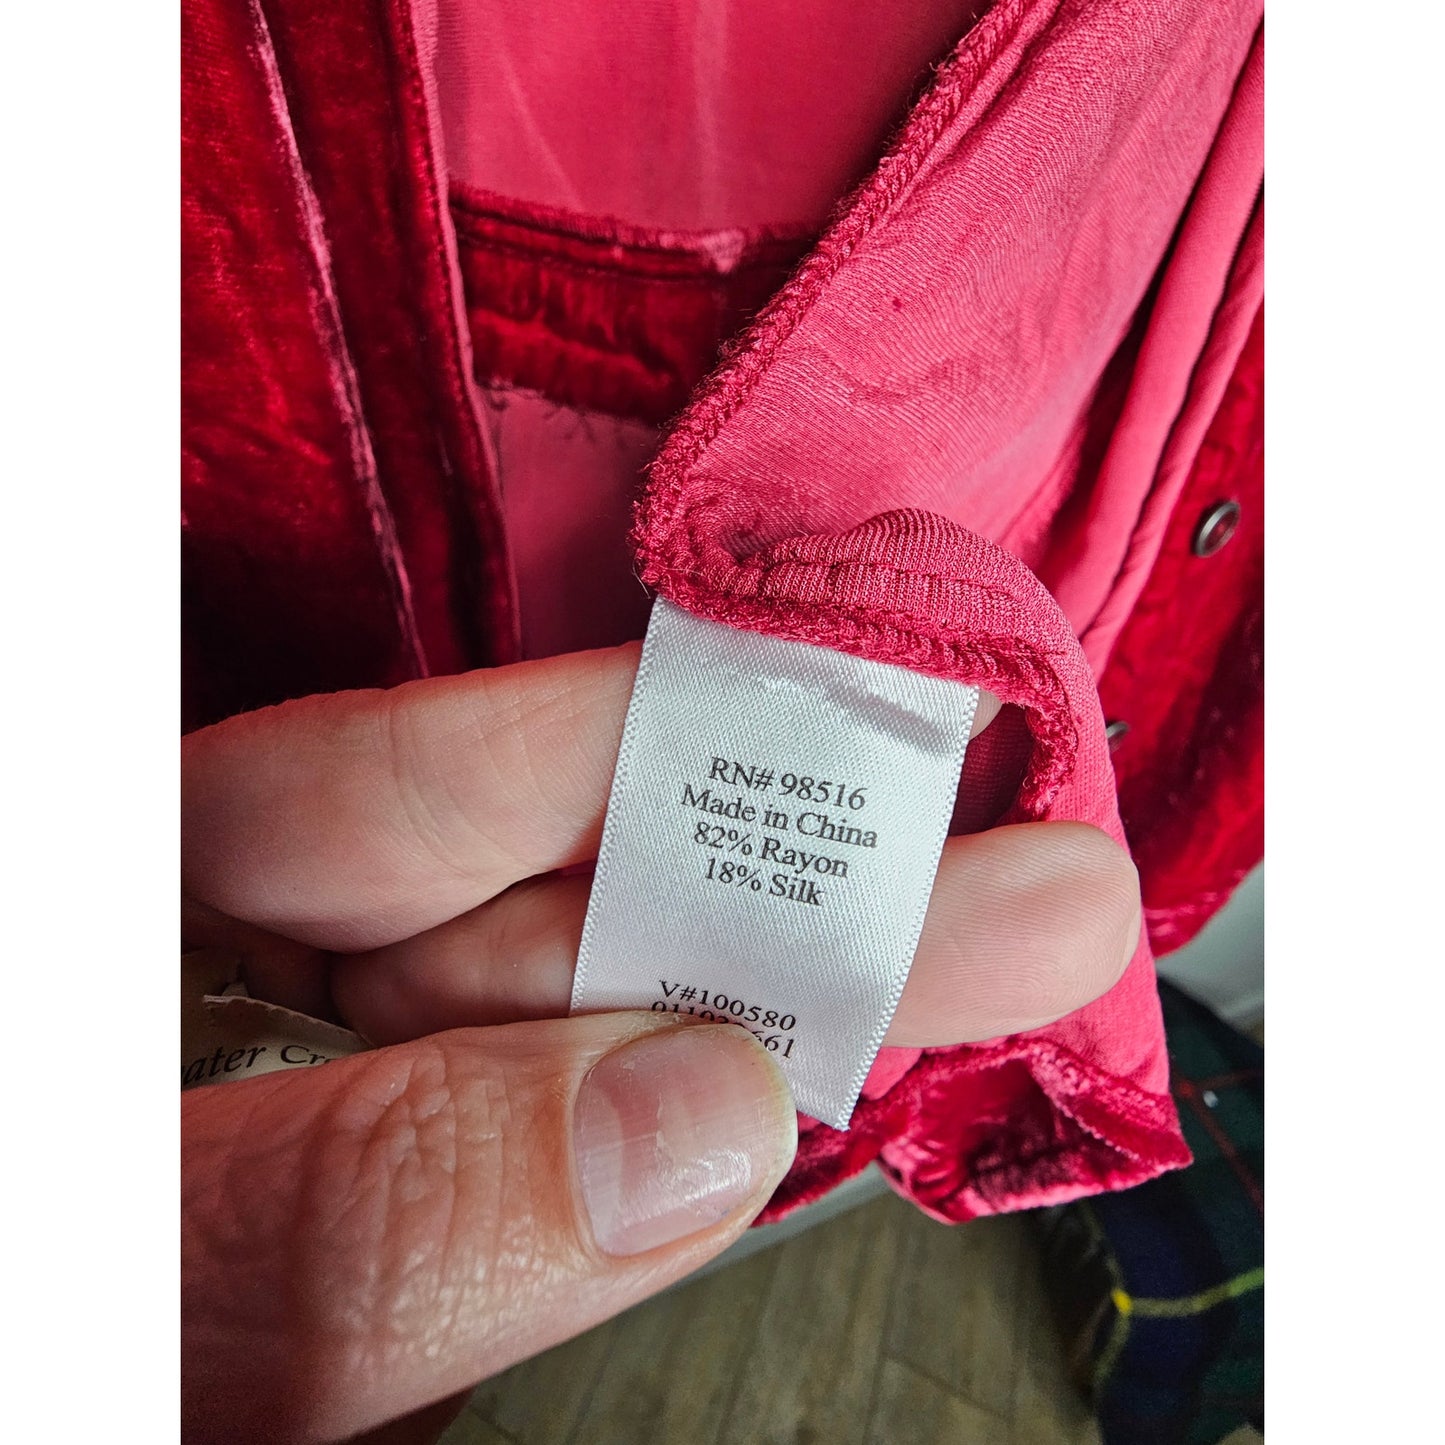 RN# 98516
Made in China
82% Rayon
18% Silk
V#100580